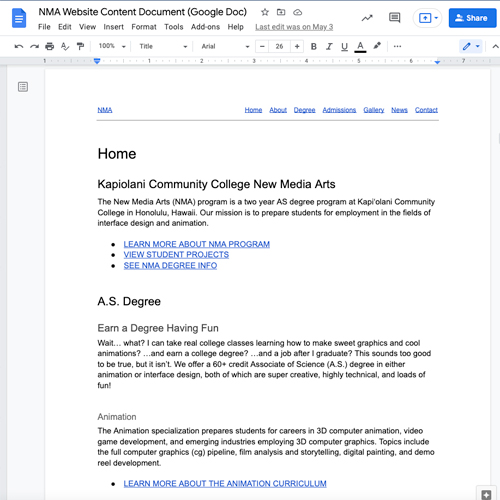 NMA Website Content Document (Google Doc)
File Edit View Insert Format Tools Add-ons Help Last edit was on May 3
Share
100% Title Arial 26 B I U A
1 1 2 3 4 5 6 7
NMA Home About Degree Admissions Gallery News Contact
Home
Kapiolani Community College New Media Arts
The New Media Arts (NMA) program is a two year AS degree program at Kapiʻolani Community
College in Honolulu, Hawaii. Our mission is to prepare students for employment in the fields of
interface design and animation.
● LEARN MORE ABOUT NMA PROGRAM
● VIEW STUDENT PROJECTS
● SEE NMA DEGREE INFO
A.S. Degree
Earn a Degree Having Fun
Wait… what? I can take real college classes learning how to make sweet graphics and cool
animations? …and earn a college degree? …and a job after I graduate? This sounds too good
to be true, but it isn't. We offer a 60+ credit Associate of Science (A.S.) degree in either
animation or interface design, both of which are super creative, highly technical, and loads of
fun!
Animation
The Animation specialization prepares students for careers in 3D computer animation, video
game development, and emerging industries employing 3D computer graphics. Topics include
the full computer graphics (cg) pipeline, film analysis and storytelling, digital painting, and demo
reel development.
● LEARN MORE ABOUT THE ANIMATION CURRICULUM